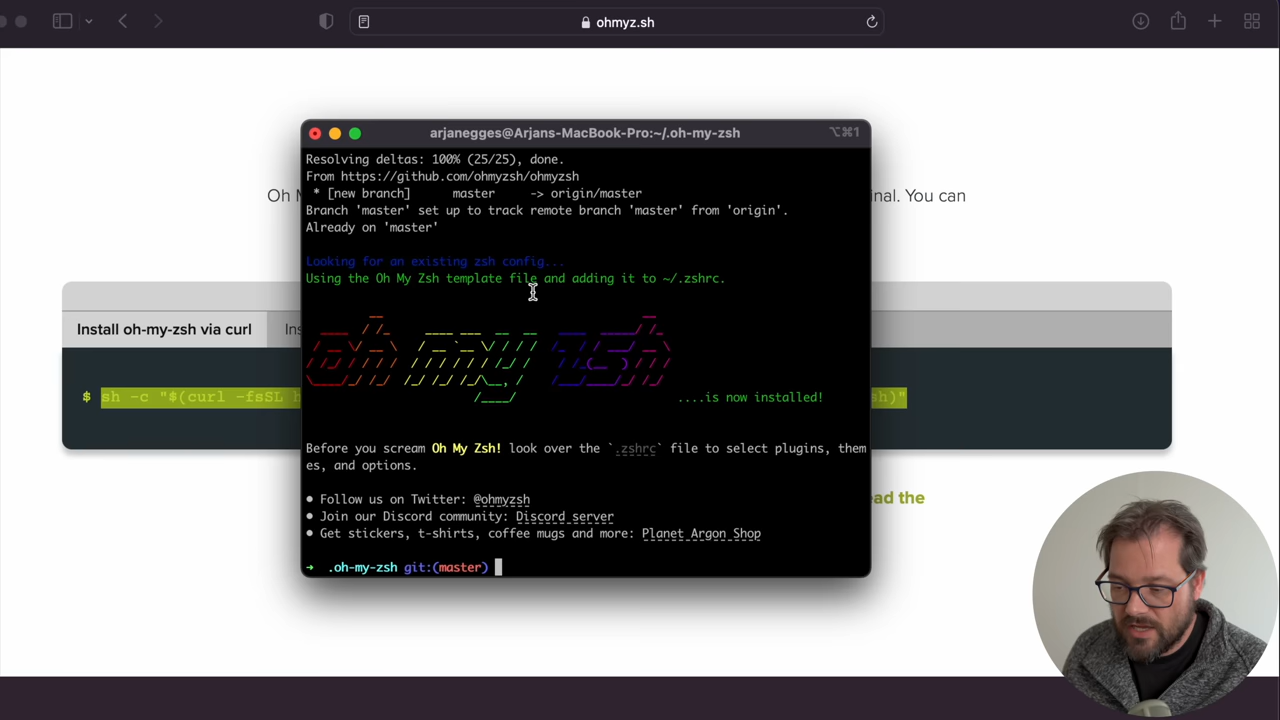 ohmyz.sh
arjanegges@Arjans-MacBook-Pro:~/.oh-my-zsh
⌥⌘1
Resolving deltas: 100% (25/25), done.
From https://github.com/ohmyzsh/ohmyzsh
* [new branch] master -> origin/master
Branch 'master' set up to track remote branch 'master' from 'origin'.
Already on 'master'
Oh
inal. You can
Looking for an existing zsh config...
Using the Oh My Zsh template file and adding it to ~/.zshrc.
oh my zsh
Install oh-my-zsh via curl
Ins
$ sh -c "$(curl -fsSL
sh)"
....is now installed!
Before you scream Oh My Zsh! look over the `.zshrc` file to select plugins, them
es, and options.
• Follow us on Twitter: @ohmyzsh
ead the
• Join our Discord community: Discord server
• Get stickers, t-shirts, coffee mugs and more: Planet Argon Shop
➜ .oh-my-zsh git:(master)